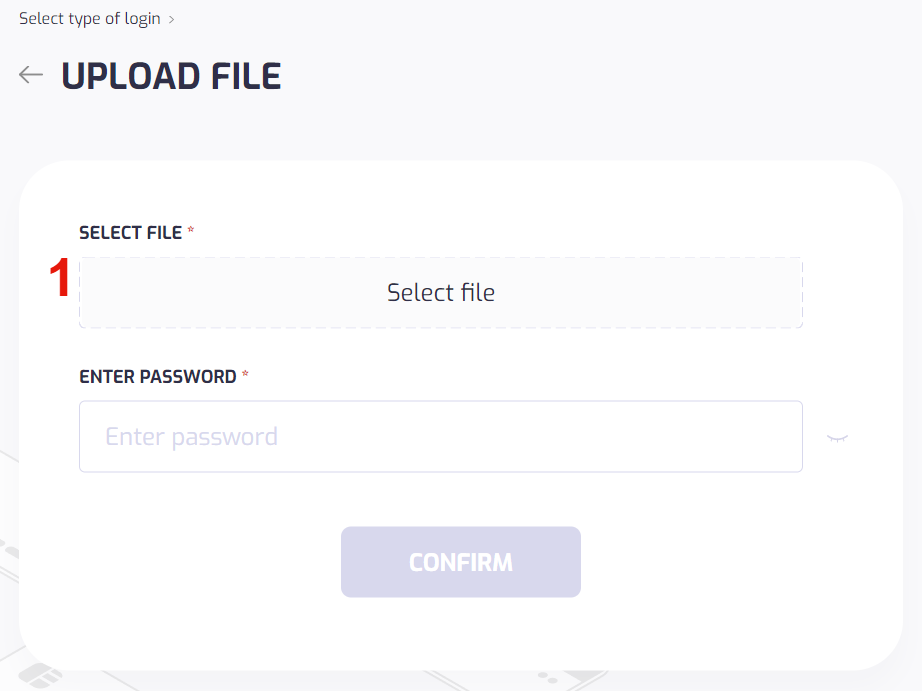 Select type of login >
UPLOAD FILE
SELECT FILE *
1
Select file
ENTER PASSWORD *
Enter password
CONFIRM